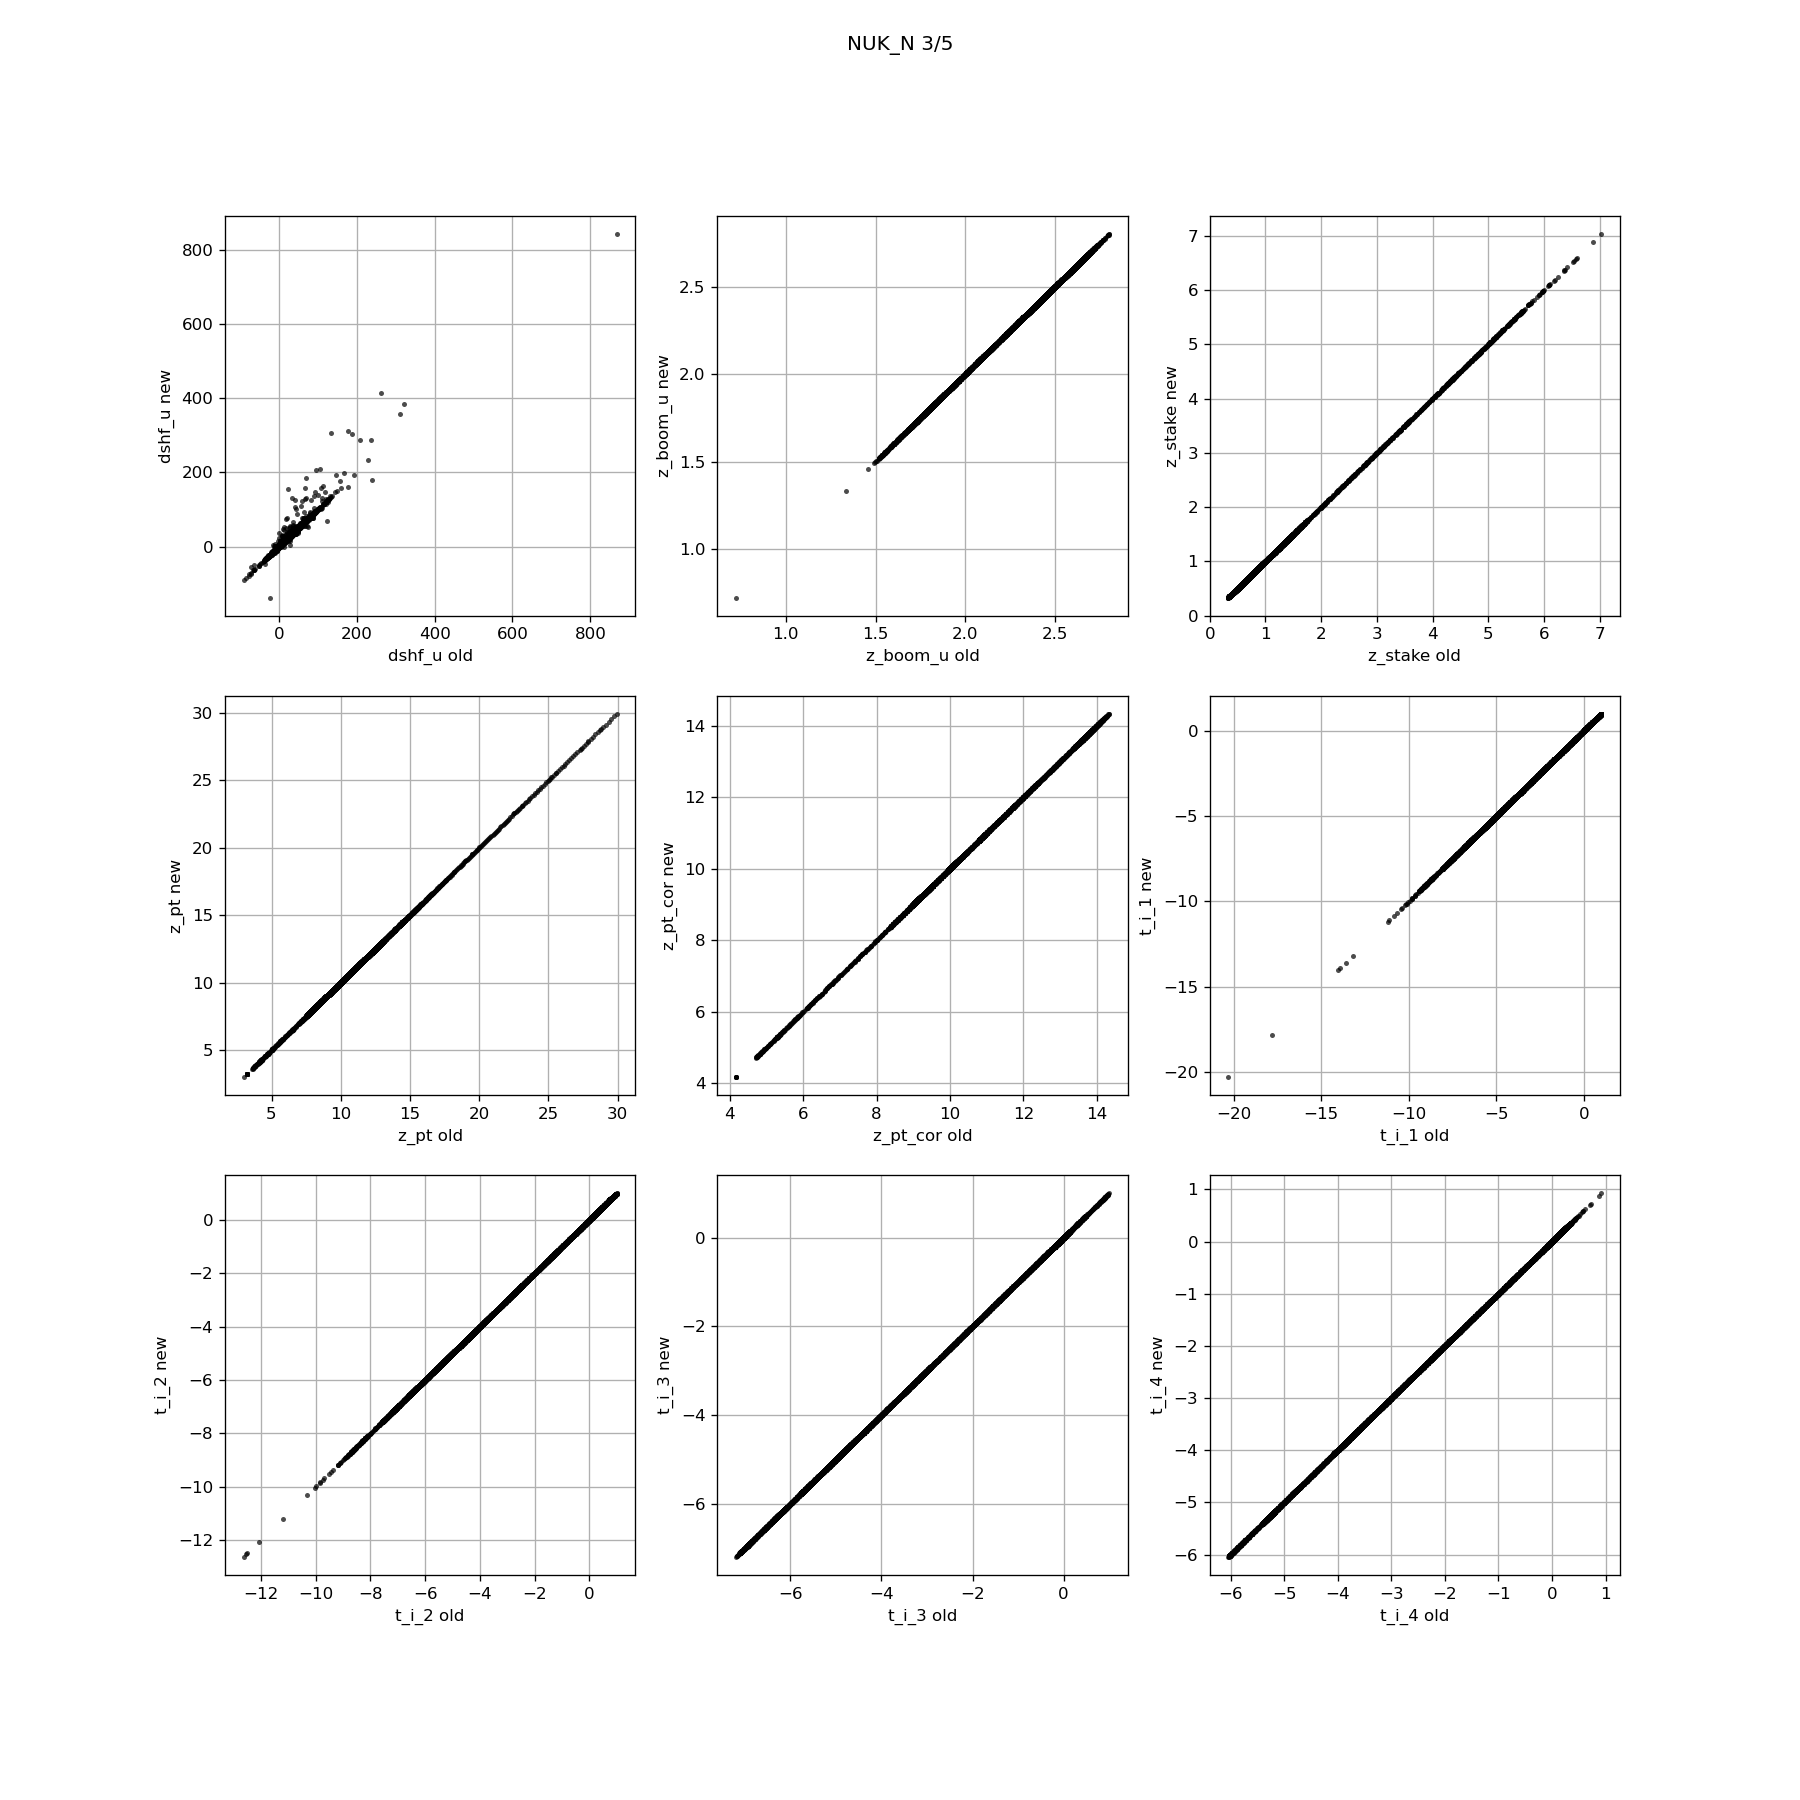 NUK_N 3/5
800
600
400
200
0
dshf_u new
0 200 400 600 800
dshf_u old
2.5
2.0
1.5
1.0
z_boom_u new
1.0 1.5 2.0 2.5
z_boom_u old
7
6
5
4
3
2
1
0
z_stake new
0 1 2 3 4 5 6 7
z_stake old
30
25
20
15
10
5
z_pt new
5 10 15 20 25 30
z_pt old
14
12
10
8
6
4
z_pt_cor new
4 6 8 10 12 14
z_pt_cor old
0
−5
−10
−15
−20
t_i_1 new
−20 −15 −10 −5 0
t_i_1 old
0
−2
−4
−6
−8
−10
−12
t_i_2 new
−12 −10 −8 −6 −4 −2 0
t_i_2 old
0
−2
−4
−6
t_i_3 new
−6 −4 −2 0
t_i_3 old
1
0
−1
−2
−3
−4
−5
−6
t_i_4 new
−6 −5 −4 −3 −2 −1 0 1
t_i_4 old